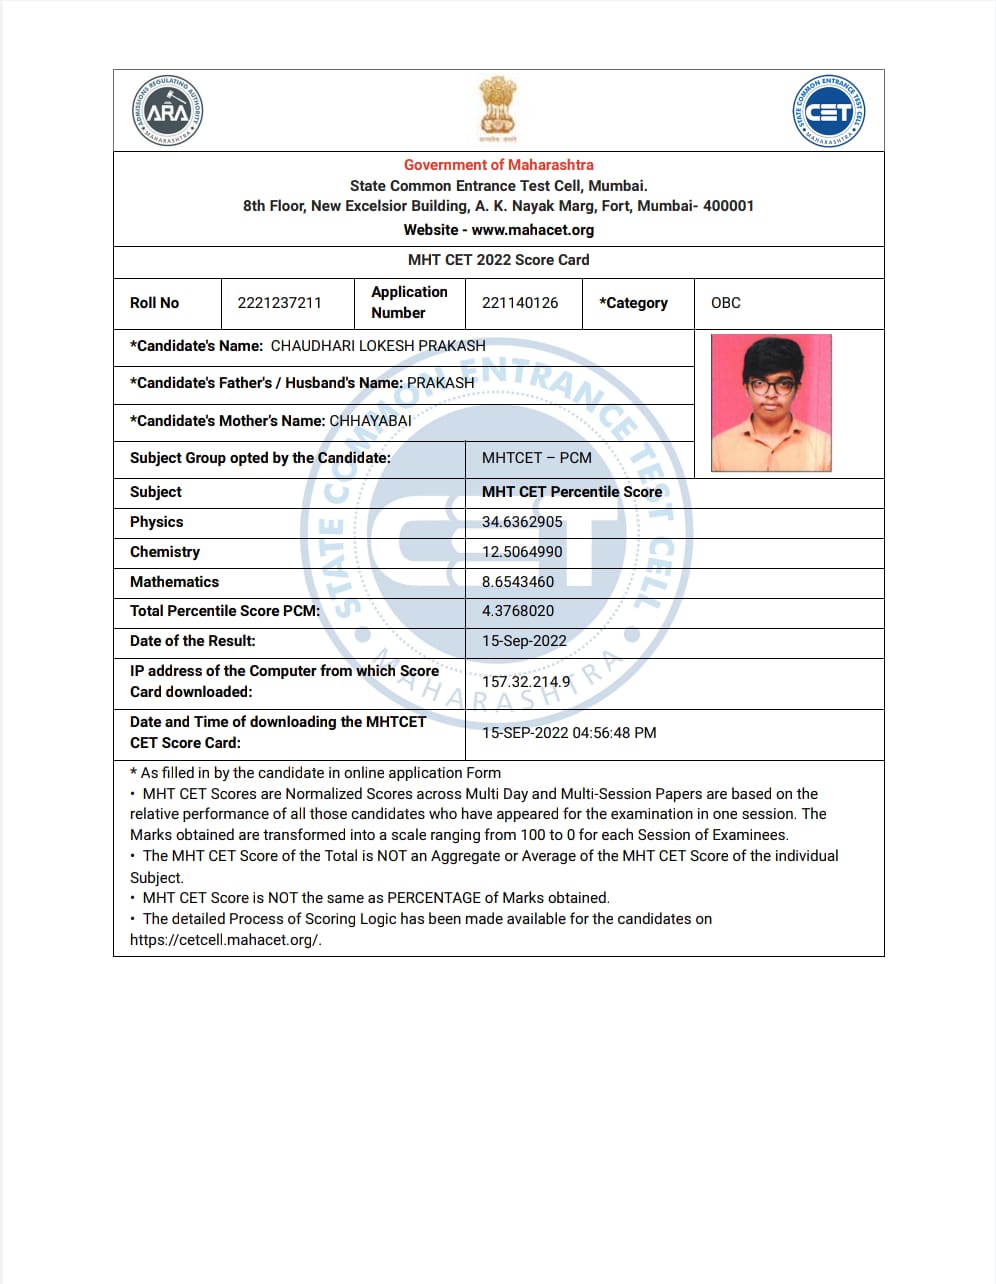 ADMISSIONS REGULATING AUTHORITY
ARA
MAHARASHTRA
STATE COMMON ENTRANCE TEST CELL
CET
MAHARASHTRA
Government of Maharashtra
State Common Entrance Test Cell, Mumbai.
8th Floor, New Excelsior Building, A. K. Nayak Marg, Fort, Mumbai- 400001
Website - www.mahacet.org
MHT CET 2022 Score Card
Roll No 2221237211 Application Number 221140126 *Category OBC
*Candidate's Name: CHAUDHARI LOKESH PRAKASH
*Candidate's Father's / Husband's Name: PRAKASH
*Candidate's Mother's Name: CHHAYABAI
Subject Group opted by the Candidate: MHTCET – PCM
Subject MHT CET Percentile Score
Physics 34.6362905
Chemistry 12.5064990
Mathematics 8.6543460
Total Percentile Score PCM: 4.3768020
Date of the Result: 15-Sep-2022
IP address of the Computer from which Score
Card downloaded: 157.32.214.9
Date and Time of downloading the MHTCET
CET Score Card: 15-SEP-2022 04:56:48 PM
STATE COMMON ENTRANCE TEST CELL
CET
MAHARASHTRA
* As filled in by the candidate in online application Form
• MHT CET Scores are Normalized Scores across Multi Day and Multi-Session Papers are based on the
relative performance of all those candidates who have appeared for the examination in one session. The
Marks obtained are transformed into a scale ranging from 100 to 0 for each Session of Examinees.
• The MHT CET Score of the Total is NOT an Aggregate or Average of the MHT CET Score of the individual
Subject.
• MHT CET Score is NOT the same as PERCENTAGE of Marks obtained.
• The detailed Process of Scoring Logic has been made available for the candidates on
https://cetcell.mahacet.org/.